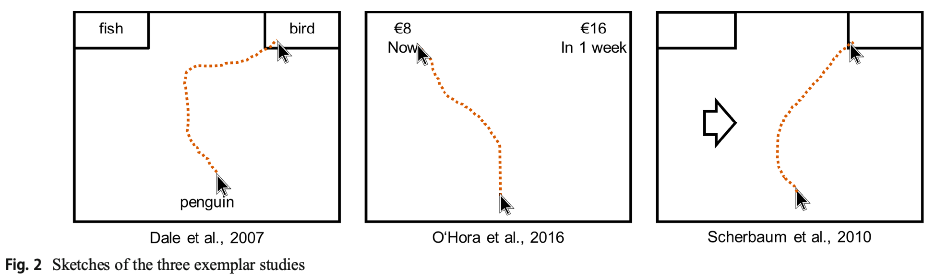 fish
bird
penguin
Dale et al., 2007
€8
Now
€16
In 1 week
O'Hora et al., 2016
Scherbaum et al., 2010
Fig. 2 Sketches of the three exemplar studies